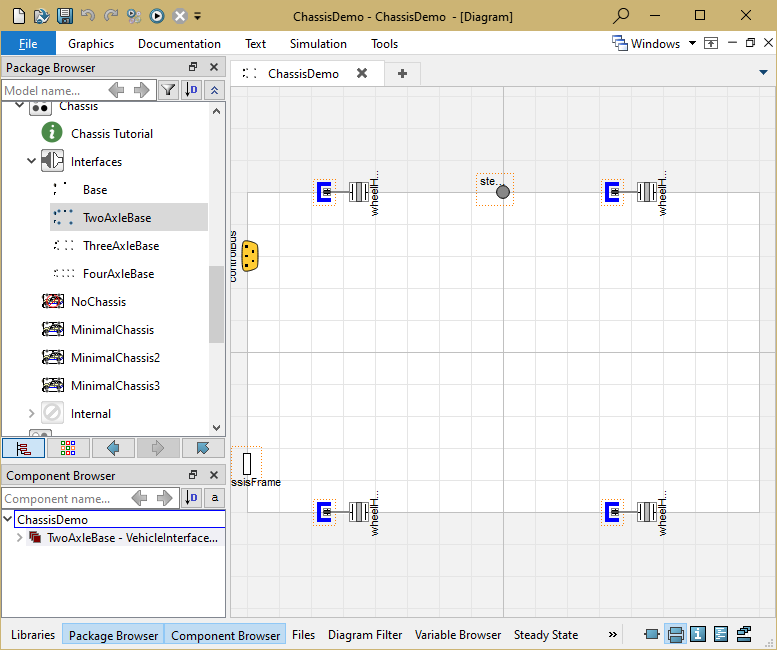 ChassisDemo - ChassisDemo - [Diagram]
File Graphics Documentation Text Simulation Tools Windows
Package Browser
ChassisDemo
Model name...
D
Chassis
Chassis Tutorial
Interfaces
Base
TwoAxleBase
ThreeAxleBase
FourAxleBase
NoChassis
MinimalChassis
MinimalChassis2
MinimalChassis3
Internal
ste...
wheelH...
wheelH...
controlBus
ssisFrame
wheelH...
wheelH...
Component Browser
Component name...
D a
ChassisDemo
TwoAxleBase - VehicleInterface...
Libraries Package Browser Component Browser Files Diagram Filter Variable Browser Steady State »